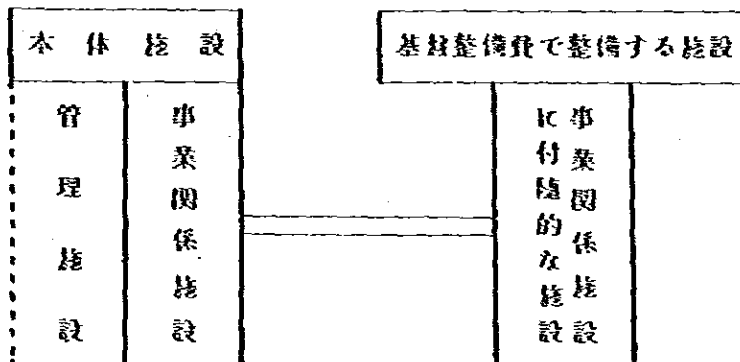 本体施設
基盤整備費で整備する施設
管理施設
事業関係施設
事業関係施設
に付随的な施設